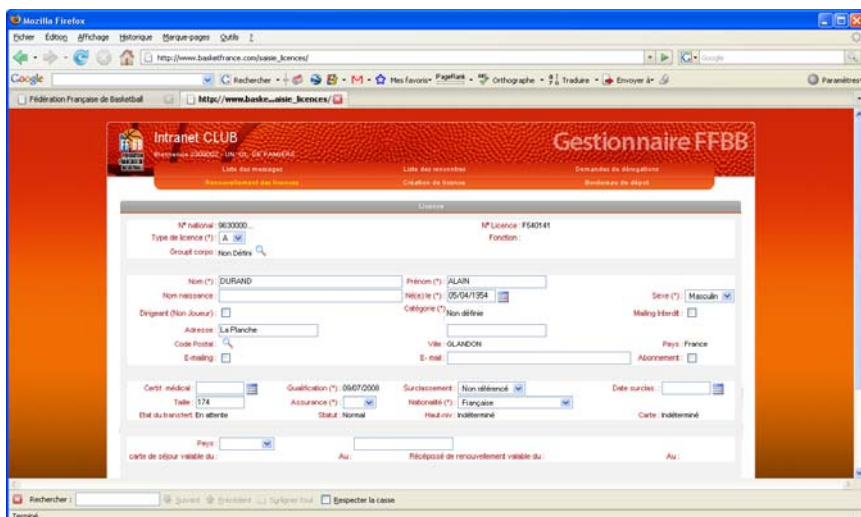 Mozilla Firefox
Fichier Édition Affichage Historique Marque-pages Outils ?
http://www.basketfrance.com/saisie_licences/ Google
Google Rechercher Mes favoris PageRank Orthographe Traduire Envoyer à Paramètres
Fédération Française de Basketball http://www.baske...aisie_licences/
Intranet CLUB Gestionnaire FFBB
Liste des messages Liste des rencontres Demandes de dérogations
Renouvellement des licences Création de licence Bordereau de dépôt
Licence
N° national : 9630000... N° Licence : F540141
Type de licence (*) : A Fonction :
Groupt corpo : Non Défini
Nom (*) : DURAND Prénom (*) : ALAIN
Nom naissance : Né(e) le (*) : 05/04/1954 Sexe (*) : Masculin
Dirigeant (Non Joueur) : Catégorie (*) : Non définie Mailing Interdit :
Adresse : La Planche
Code Postal : Ville : GLANDON Pays : France
E-mailing : E- mail : Abonnement :
Certif. médical : Qualification (*) : 09/07/2008 Surclassement : Non référencé Date surclas. :
Taille : 174 Assurance (*) : Nationalité (*) : Française
Etat du transfert : En attente Statut : Normal Haut niv : Indéterminé Carte : Indéterminé
Pays :
carte de séjour valable du : Au : Récépissé de renouvellement valable du : Au :
Rechercher : Suivant Précédent Surligner tout Respecter la casse
Terminé